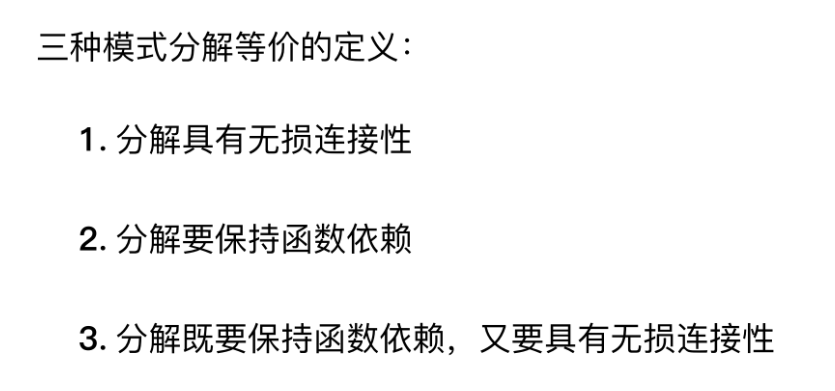 三种模式分解等价的定义：
1. 分解具有无损连接性
2. 分解要保持函数依赖
3. 分解既要保持函数依赖，又要具有无损连接性